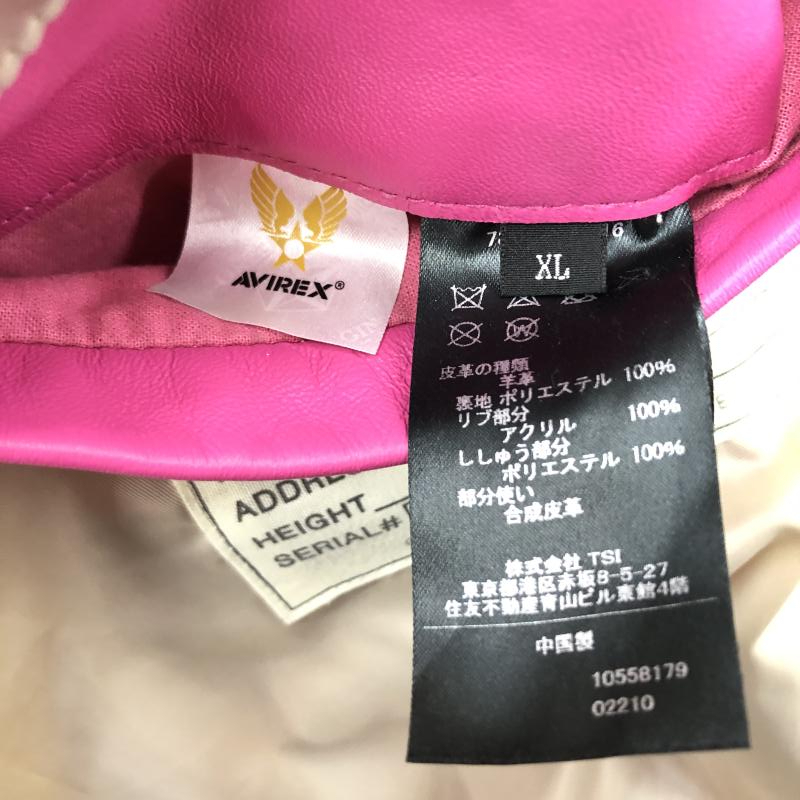 AVIREX®
XL
皮革の種類
羊革
裏地 ポリエステル 100%
リブ部分
アクリル 100%
ししゅう部分
ポリエステル 100%
部分使い
合成皮革
株式会社 TSI
東京都港区赤坂8-5-27
住友不動産青山ビル東館4階
中国製
10558179
02210
HEIGHT
SERIAL#